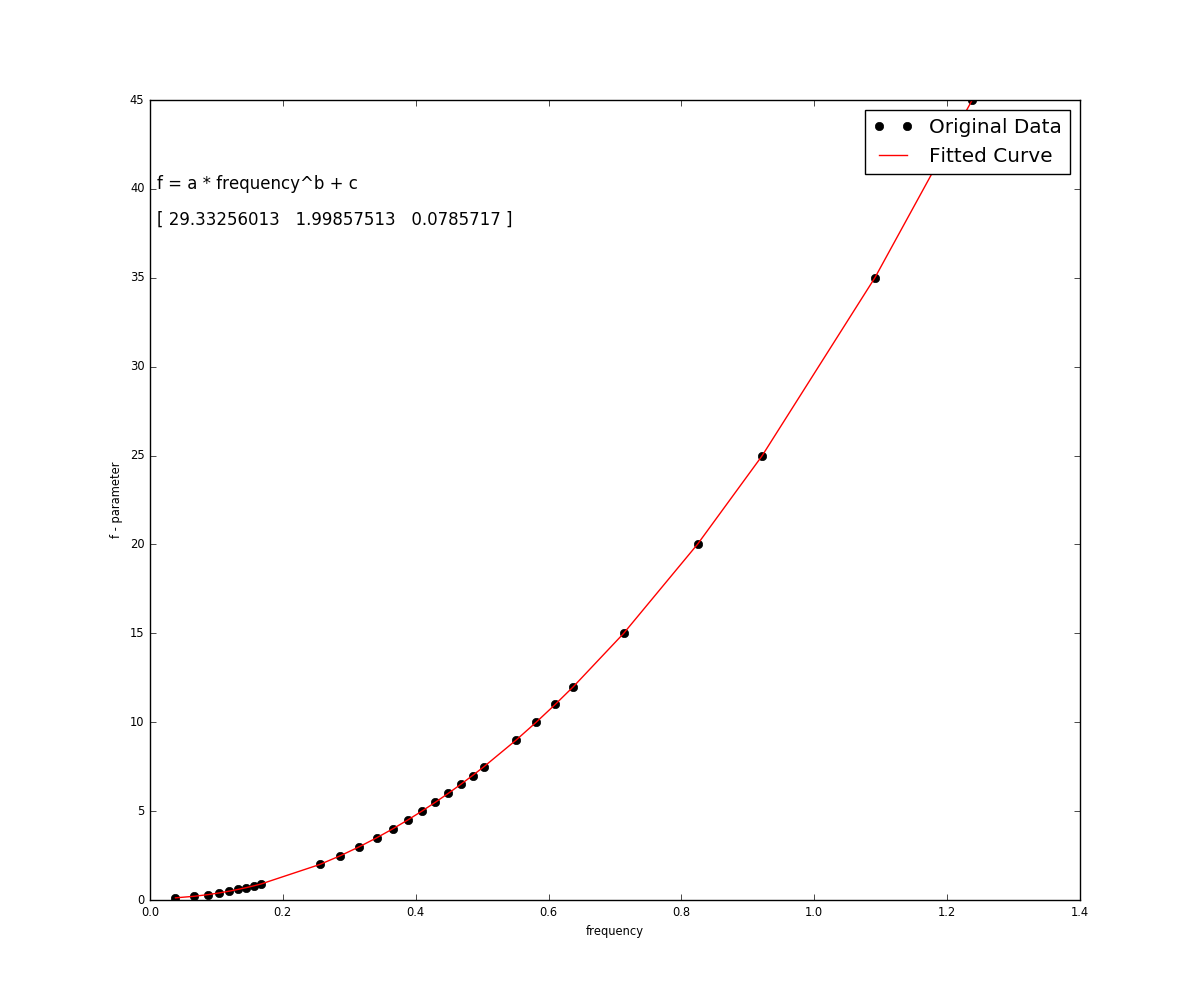 45
Original Data
Fitted Curve
f = a * frequency^b + c
40
[ 29.33256013 1.99857513 0.0785717 ]
35
30
25
f - parameter
20
15
10
5
0
0.0 0.2 0.4 0.6 0.8 1.0 1.2 1.4
frequency